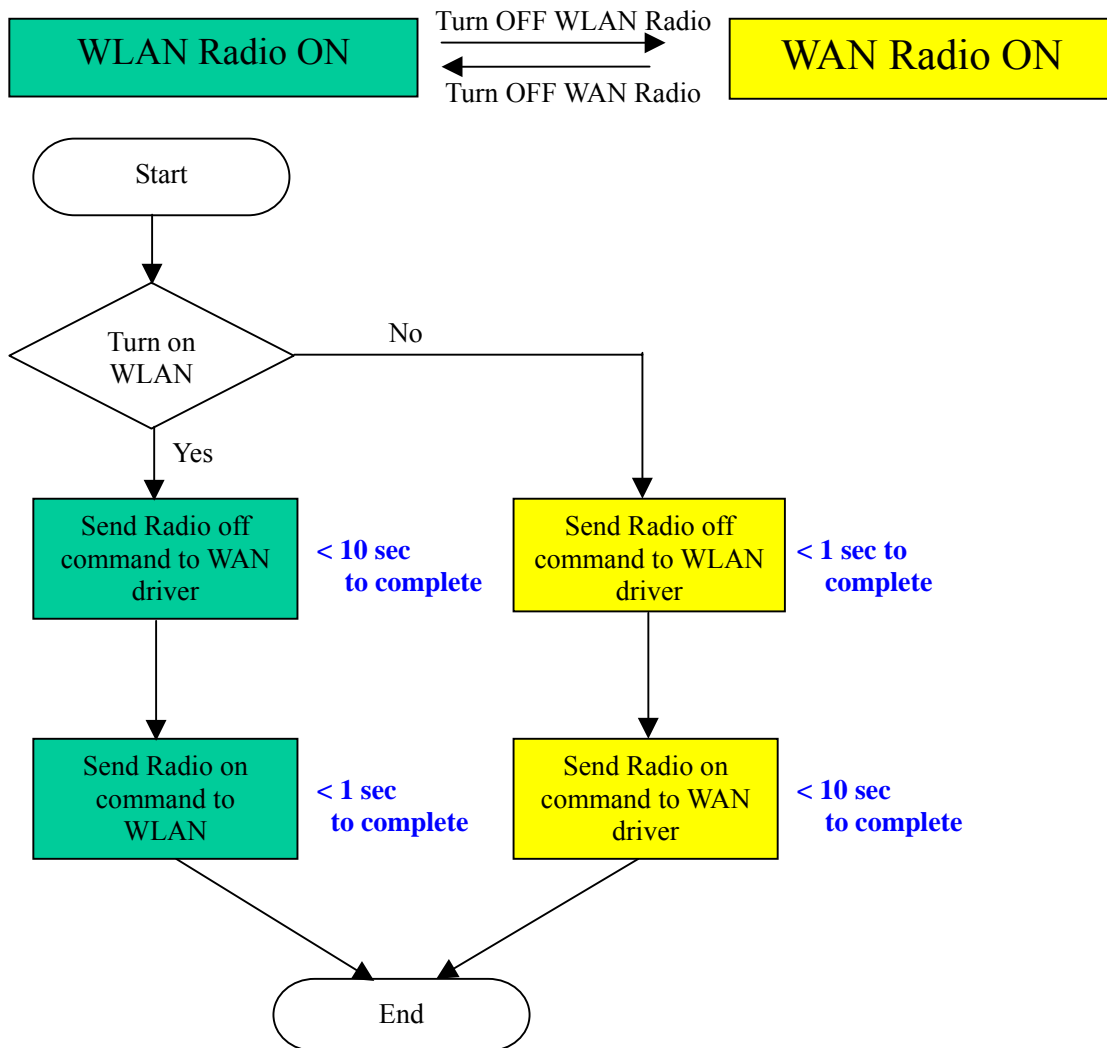 WLAN Radio ON
Turn OFF WLAN Radio
Turn OFF WAN Radio
WAN Radio ON
Start
Turn on
WLAN
No
Yes
Send Radio off
command to WAN
driver
< 10 sec
to complete
Send Radio off
command to WLAN
driver
< 1 sec to
complete
Send Radio on
command to
WLAN
< 1 sec
to complete
Send Radio on
command to WAN
driver
< 10 sec
to complete
End